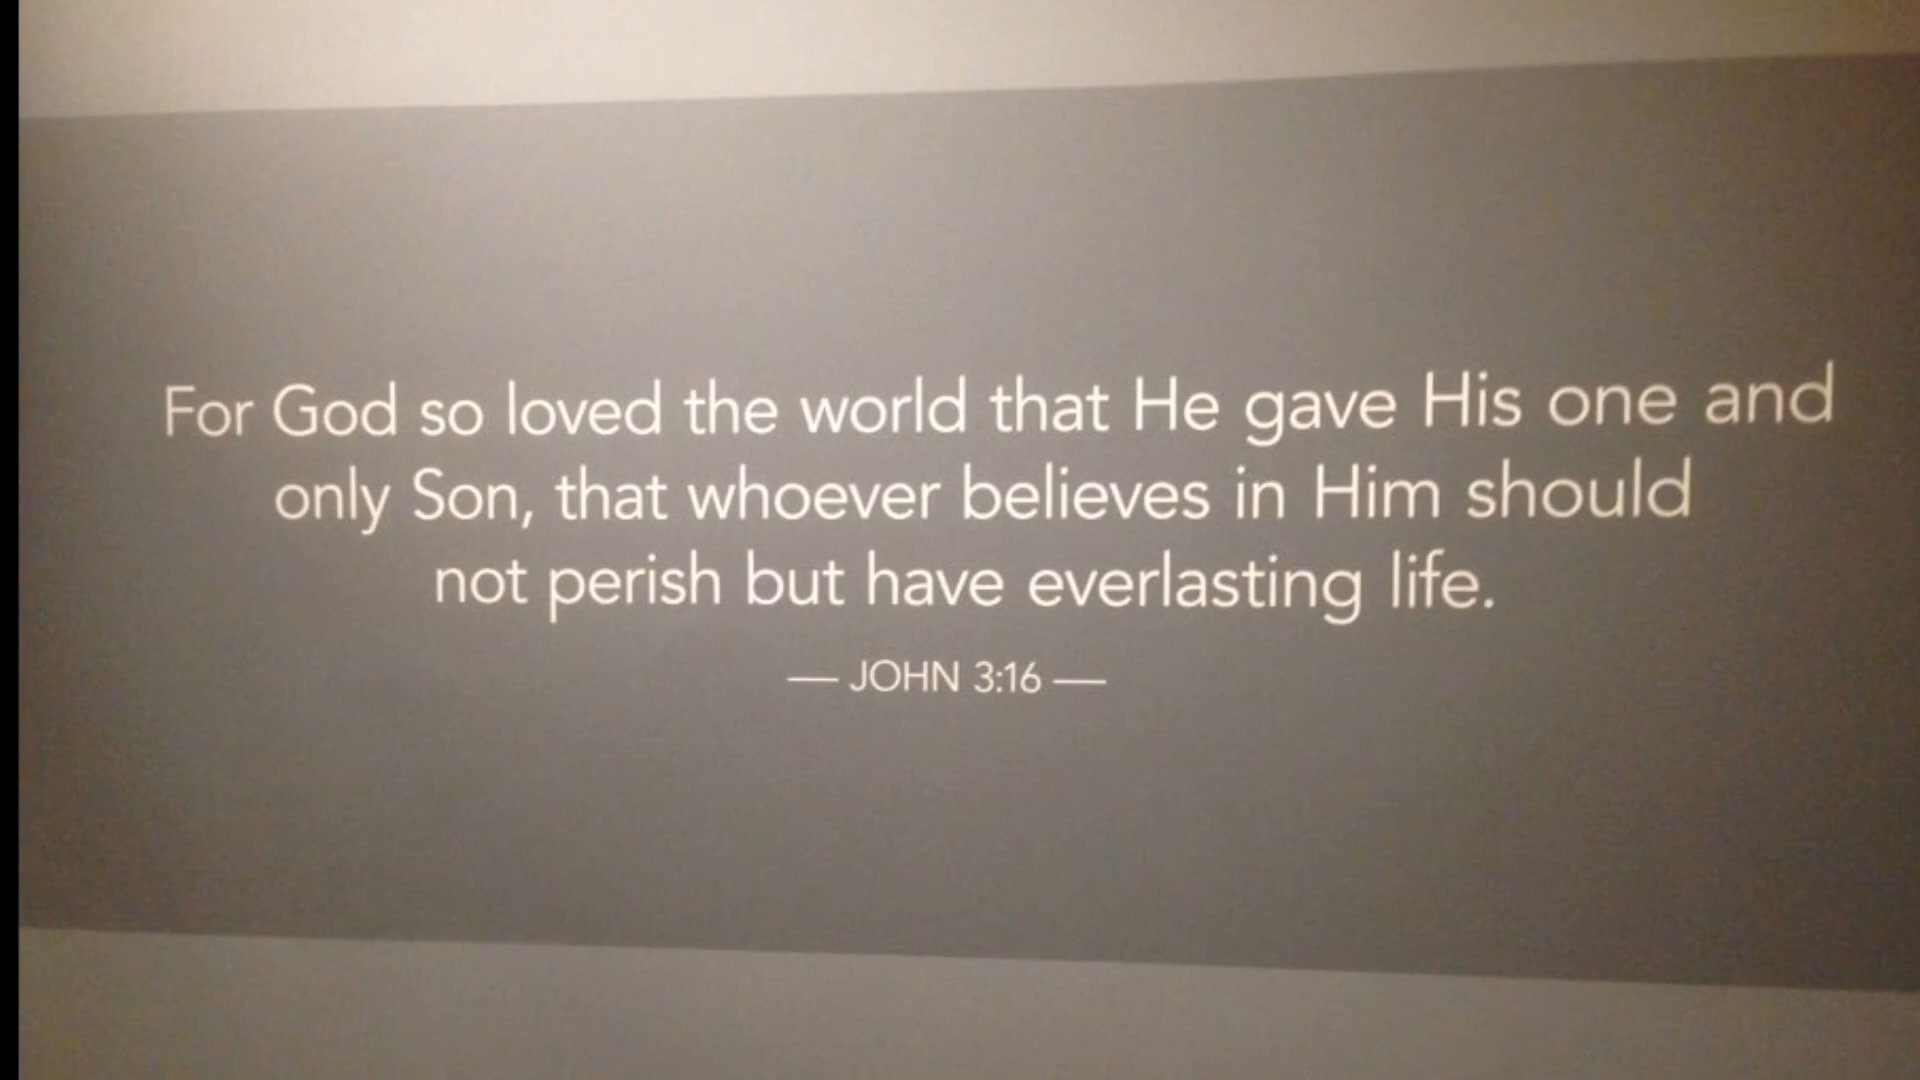 For God so loved the world that He gave His one and
only Son, that whoever believes in Him should
not perish but have everlasting life.
— JOHN 3:16 —